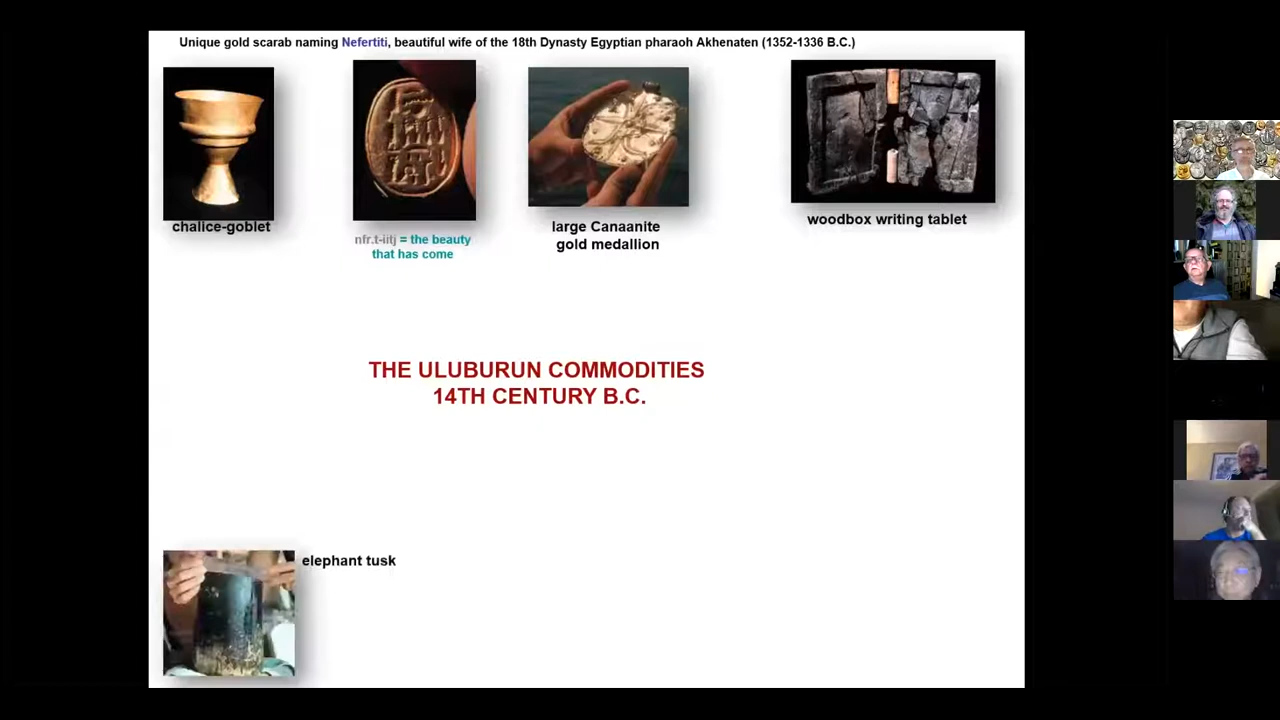 Unique gold scarab naming Nefertiti, beautiful wife of the 18th Dynasty Egyptian pharaoh Akhenaten (1352-1336 B.C.)
chalice-goblet
nfr.t-iitj = the beauty
that has come
large Canaanite
gold medallion
woodbox writing tablet
THE ULUBURUN COMMODITIES
14TH CENTURY B.C.
elephant tusk